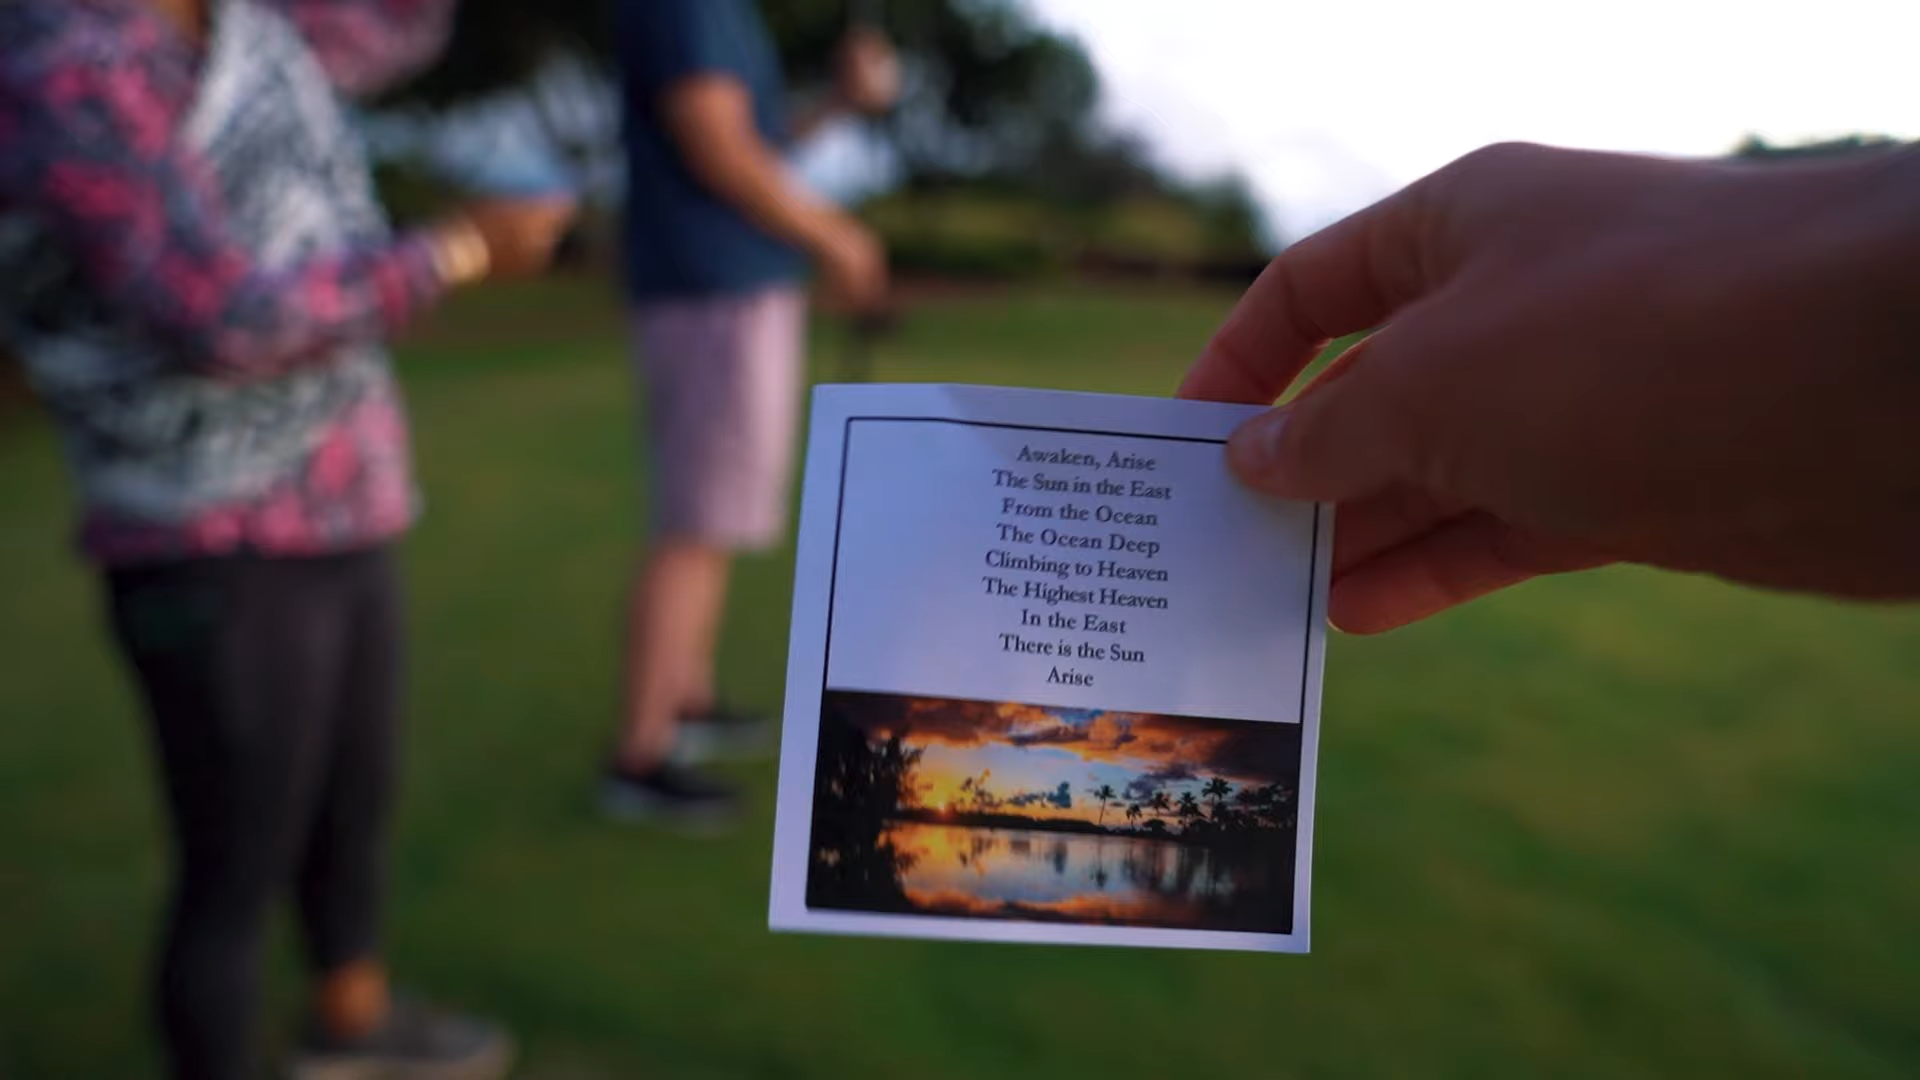 Awaken, Arise
The Sun in the East
From the Ocean
The Ocean Deep
Climbing to Heaven
The Highest Heaven
In the East
There is the Sun
Arise